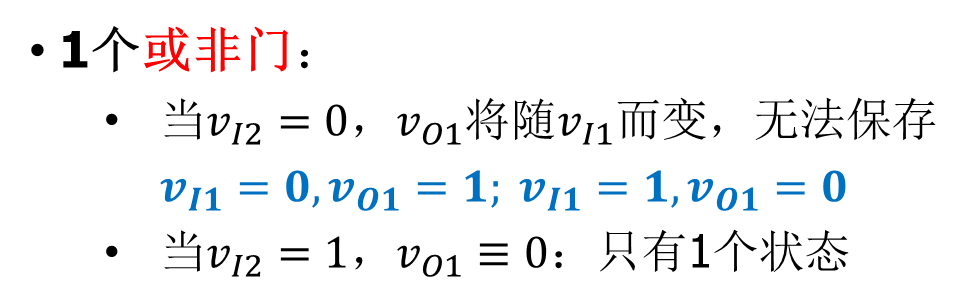 • 1个或非门：
• 当v_{I2} = 0，v_{O1}将随v_{I1}而变，无法保存
v_{I1} = 0, v_{O1} = 1; v_{I1} = 1, v_{O1} = 0
• 当v_{I2} = 1，v_{O1} ≡ 0：只有1个状态